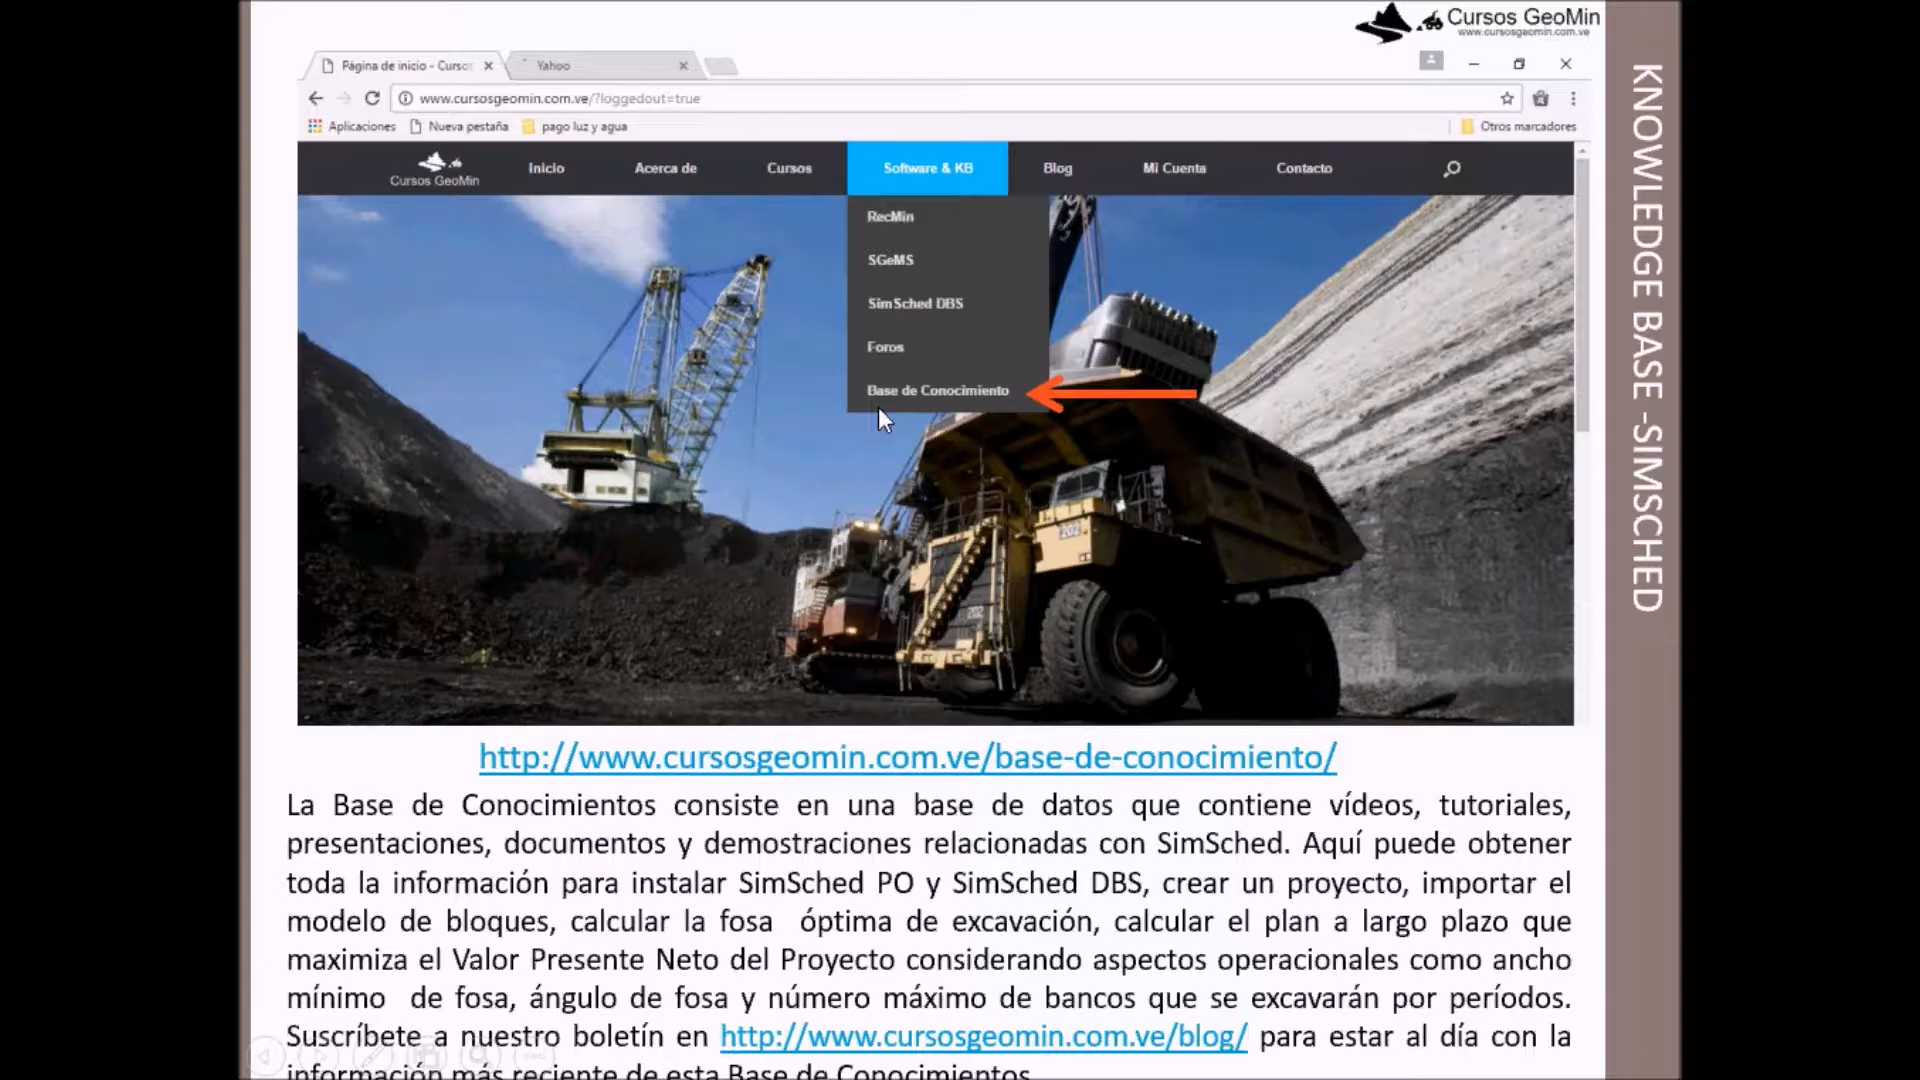 Cursos GeoMin
www.cursosgeomin.com.ve
Página de inicio - Curso
Yahoo
www.cursosgeomin.com.ve/?loggedout=true
Aplicaciones
Nueva pestaña
pago luz y agua
Otros marcadores
Cursos GeoMin
Inicio
Acerca de
Cursos
Software & KB
Blog
Mi Cuenta
Contacto
RecMin
SGeMS
SimSched DBS
Foros
Base de Conocimiento
202
202
KNOWLEDGE BASE -SIMSCHED
http://www.cursosgeomin.com.ve/base-de-conocimiento/
La Base de Conocimientos consiste en una base de datos que contiene vídeos, tutoriales,
presentaciones, documentos y demostraciones relacionadas con SimSched. Aquí puede obtener
toda la información para instalar SimSched PO y SimSched DBS, crear un proyecto, importar el
modelo de bloques, calcular la fosa óptima de excavación, calcular el plan a largo plazo que
maximiza el Valor Presente Neto del Proyecto considerando aspectos operacionales como ancho
mínimo de fosa, ángulo de fosa y número máximo de bancos que se excavarán por períodos.
Suscríbete a nuestro boletín en http://www.cursosgeomin.com.ve/blog/ para estar al día con la
información más reciente de esta Base de Conocimientos